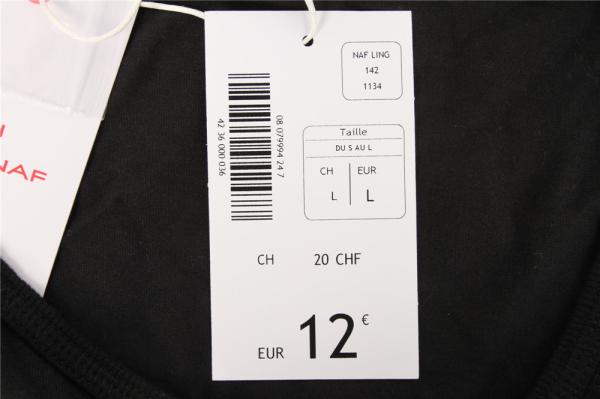 NAF LING
142
1134
42 36 000 036
08 079994 24 7
Taille
DU S AU L
CH EUR
L L
CH 20 CHF
EUR 12 €
NAF